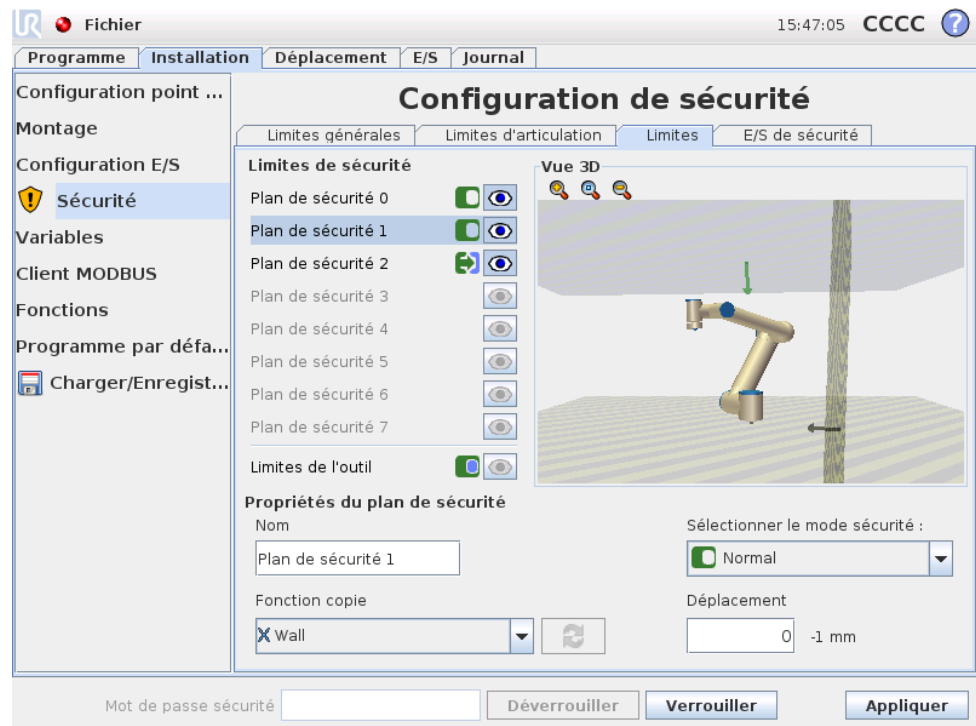 UR Fichier 15:47:05 CCCC ?
Programme Installation Déplacement E/S Journal
Configuration point ...
Montage
Configuration E/S
Sécurité
Variables
Client MODBUS
Fonctions
Programme par défa...
Charger/Enregist...
Configuration de sécurité
Limites générales Limites d'articulation Limites E/S de sécurité
Limites de sécurité
Plan de sécurité 0
Plan de sécurité 1
Plan de sécurité 2
Plan de sécurité 3
Plan de sécurité 4
Plan de sécurité 5
Plan de sécurité 6
Plan de sécurité 7
Limites de l'outil
Vue 3D
Propriétés du plan de sécurité
Nom
Plan de sécurité 1
Fonction copie
Wall
Sélectionner le mode sécurité :
Normal
Déplacement
0 -1 mm
Mot de passe sécurité Déverrouiller Verrouiller Appliquer